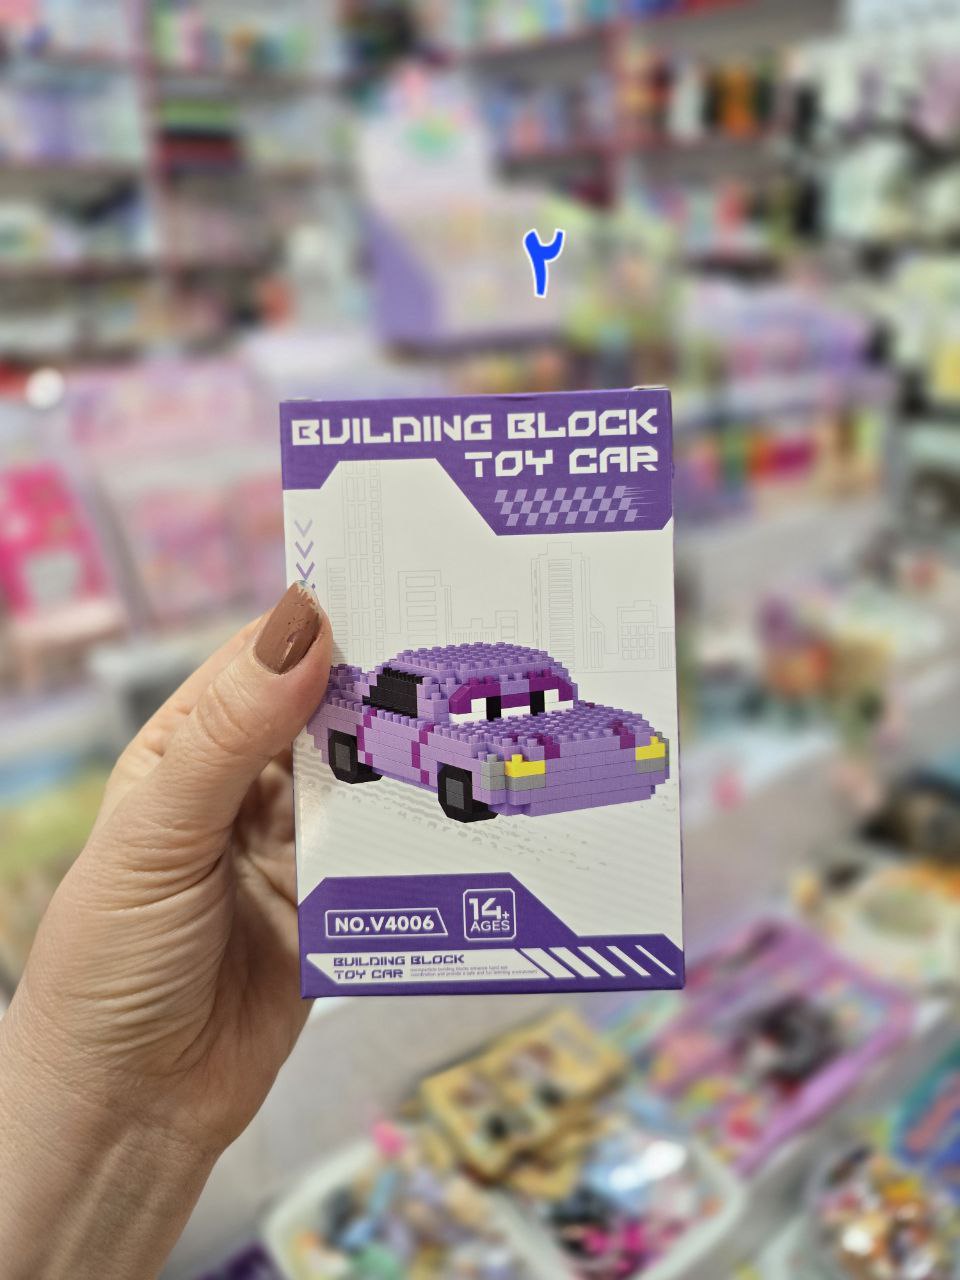 ۲
BUILDING BLOCK
TOY CAR
NO.V4006
14+
AGES
BUILDING BLOCK
TOY CAR